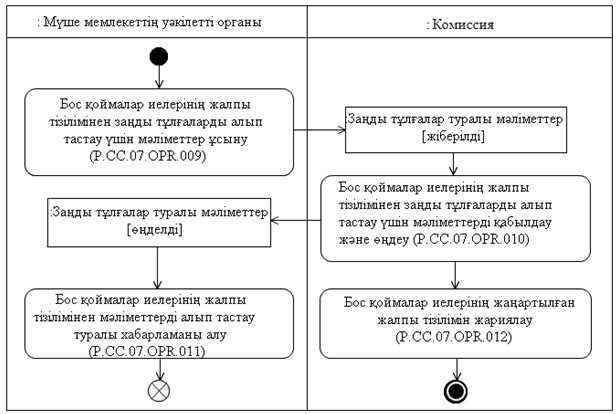 : Мүше мемлекеттің уәкілетті органы
: Комиссия
Бос қоймалар иелерінің жалпы
тізілімінен заңды тұлғаларды алып
тастау үшін мәліметтер ұсыну
(P.CC.07.OPR.009)
:Заңды тұлғалар туралы мәліметтер
[жіберілді]
Бос қоймалар иелерінің жалпы
тізілімінен заңды тұлғаларды алып
тастау үшін мәліметтерді қабылдау
және өңдеу (P.CC.07.OPR.010)
:Заңды тұлғалар туралы мәліметтер
[өңделді]
Бос қоймалар иелерінің жалпы
тізілімінен мәліметтерді алып тастау
туралы хабарламаны алу
(P.CC.07.OPR.011)
Бос қоймалар иелерінің жаңартылған
жалпы тізілімін жариялау
(P.CC.07.OPR.012)